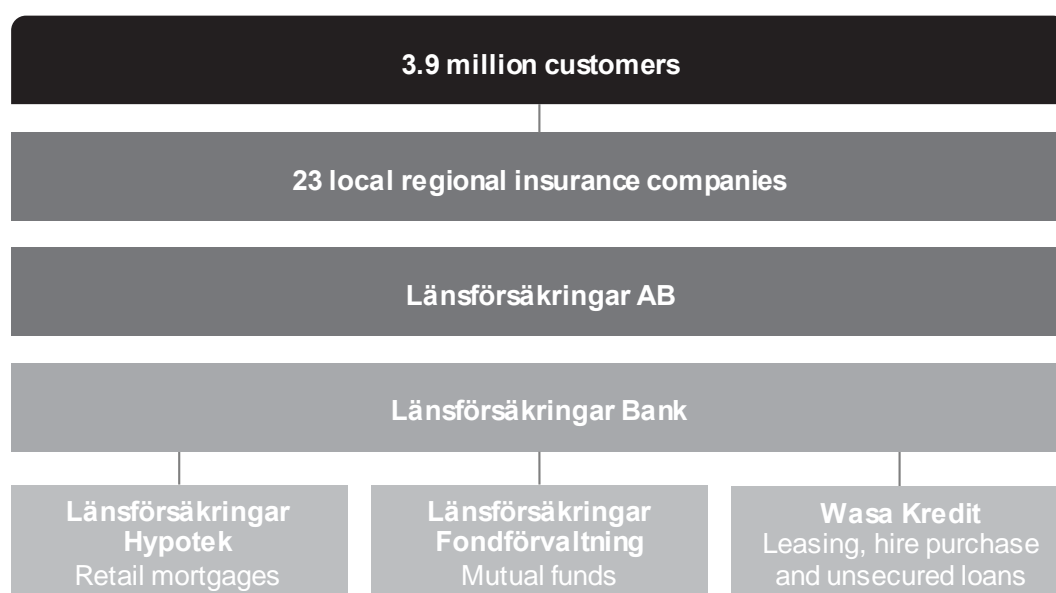 3.9 million customers
23 local regional insurance companies
Länsförsäkringar AB
Länsförsäkringar Bank
Länsförsäkringar
Hypotek
Retail mortgages
Länsförsäkringar
Fondförvaltning
Mutual funds
Wasa Kredit
Leasing, hire purchase
and unsecured loans